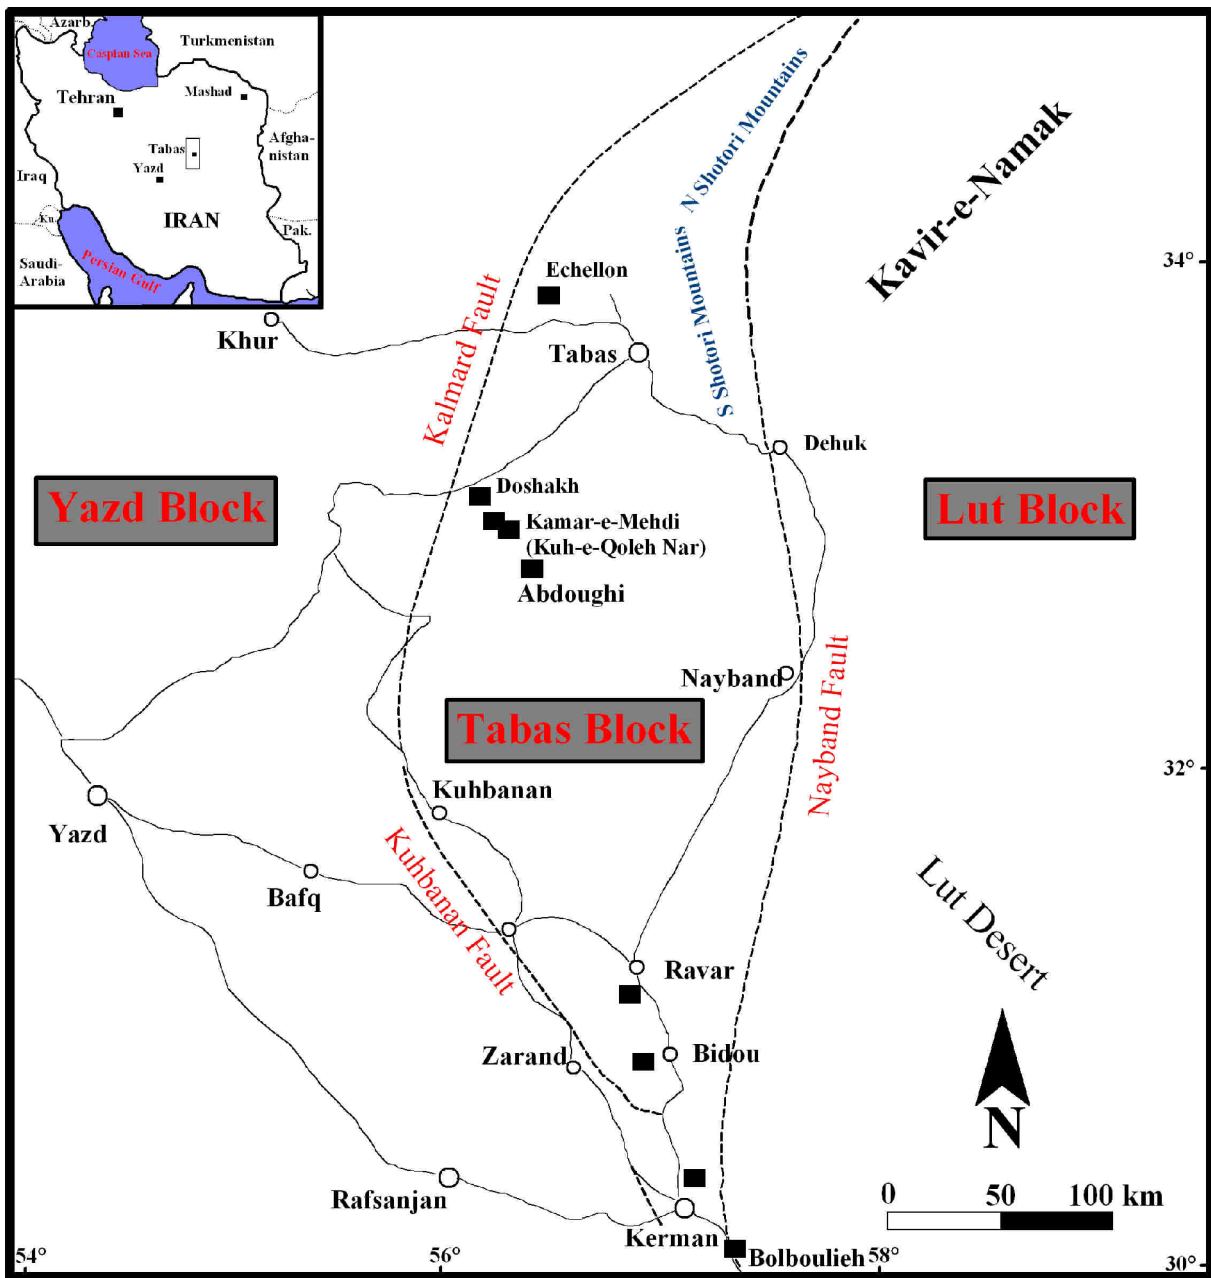 Azarb.
Caspian Sea
Turkmenistan
Tehran
Mashad
Afgha-
nistan
Tabas
Yazd
Iraq
Ku.
IRAN
Pak.
Saudi-
Arabia
Persian Gulf
N Shotori Mountains
Kavir-e-Namak
34°
Echellon
S Shotori Mountains
Khur
Kalmard Fault
Tabas
Dehuk
Yazd Block
Doshakh
Kamar-e-Mehdi
(Kuh-e-Qoleh Nar)
Abdoughi
Lut Block
Nayband
Nayband Fault
Tabas Block
32°
Kuhbanan
Yazd
Kuhbanan Fault
Bafq
Lut Desert
Ravar
Zarand
Bidou
N
Rafsanjan
0 50 100 km
Kerman
Bolboulieh
54° 56° 58° 30°